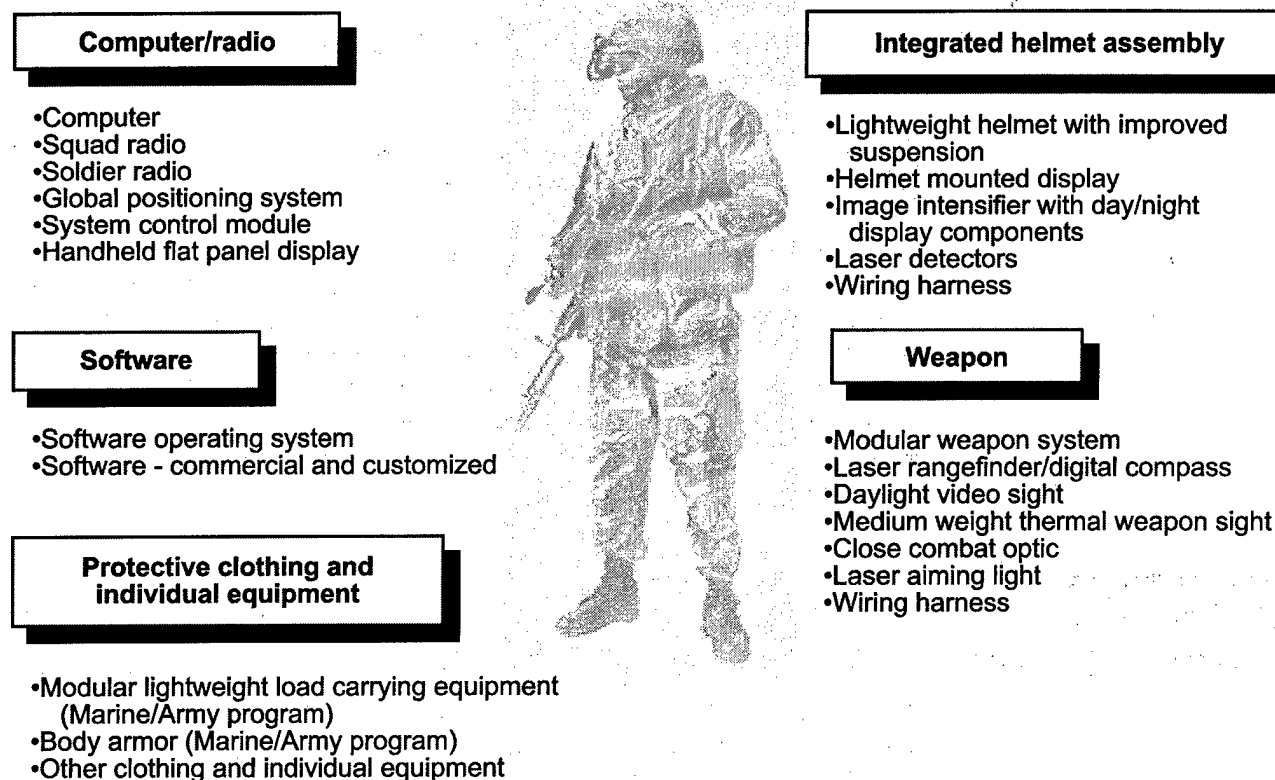 Computer/radio
•Computer
•Squad radio
•Soldier radio
•Global positioning system
•System control module
•Handheld flat panel display
Software
•Software operating system
•Software - commercial and customized
Protective clothing and
individual equipment
•Modular lightweight load carrying equipment
(Marine/Army program)
•Body armor (Marine/Army program)
•Other clothing and individual equipment
Integrated helmet assembly
•Lightweight helmet with improved
suspension
•Helmet mounted display
•Image intensifier with day/night
display components
•Laser detectors
•Wiring harness
Weapon
•Modular weapon system
•Laser rangefinder/digital compass
•Daylight video sight
•Medium weight thermal weapon sight
•Close combat optic
•Laser aiming light
•Wiring harness